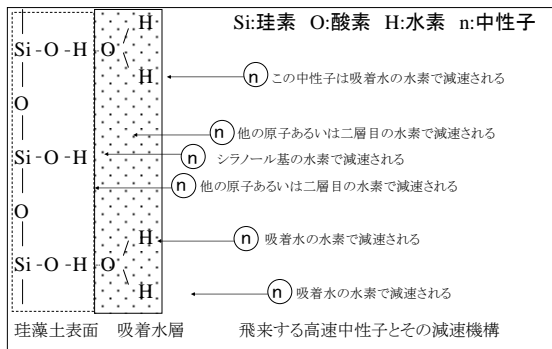 Si:珪素 O:酸素 H:水素 n:中性子
H
Si-O-H O
H
n この中性子は吸着水の水素で減速される
O
n 他の原子あるいは二層目の水素で減速される
Si-O-H n シラノール基の水素で減速される
n 他の原子あるいは二層目の水素で減速される
O
H n 吸着水の水素で減速される
Si-O-H O
H n 吸着水の水素で減速される
珪藻土表面 吸着水層 飛来する高速中性子とその減速機構